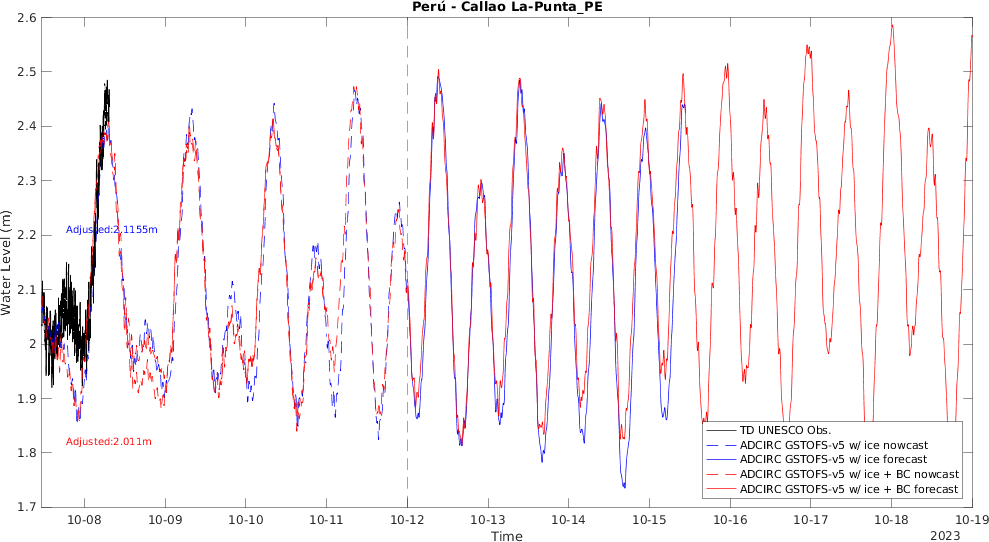 Perú - Callao La-Punta_PE
2.6
2.5
2.4
2.3
2.2
2.1
2
1.9
1.8
1.7
Water Level (m)
Adjusted:2.1155m
Adjusted:2.011m
TD UNESCO Obs.
ADCIRC GSTOFS-v5 w/ ice nowcast
ADCIRC GSTOFS-v5 w/ ice forecast
ADCIRC GSTOFS-v5 w/ ice + BC nowcast
ADCIRC GSTOFS-v5 w/ ice + BC forecast
10-08 10-09 10-10 10-11 10-12 10-13 10-14 10-15 10-16 10-17 10-18 10-19
Time
2023